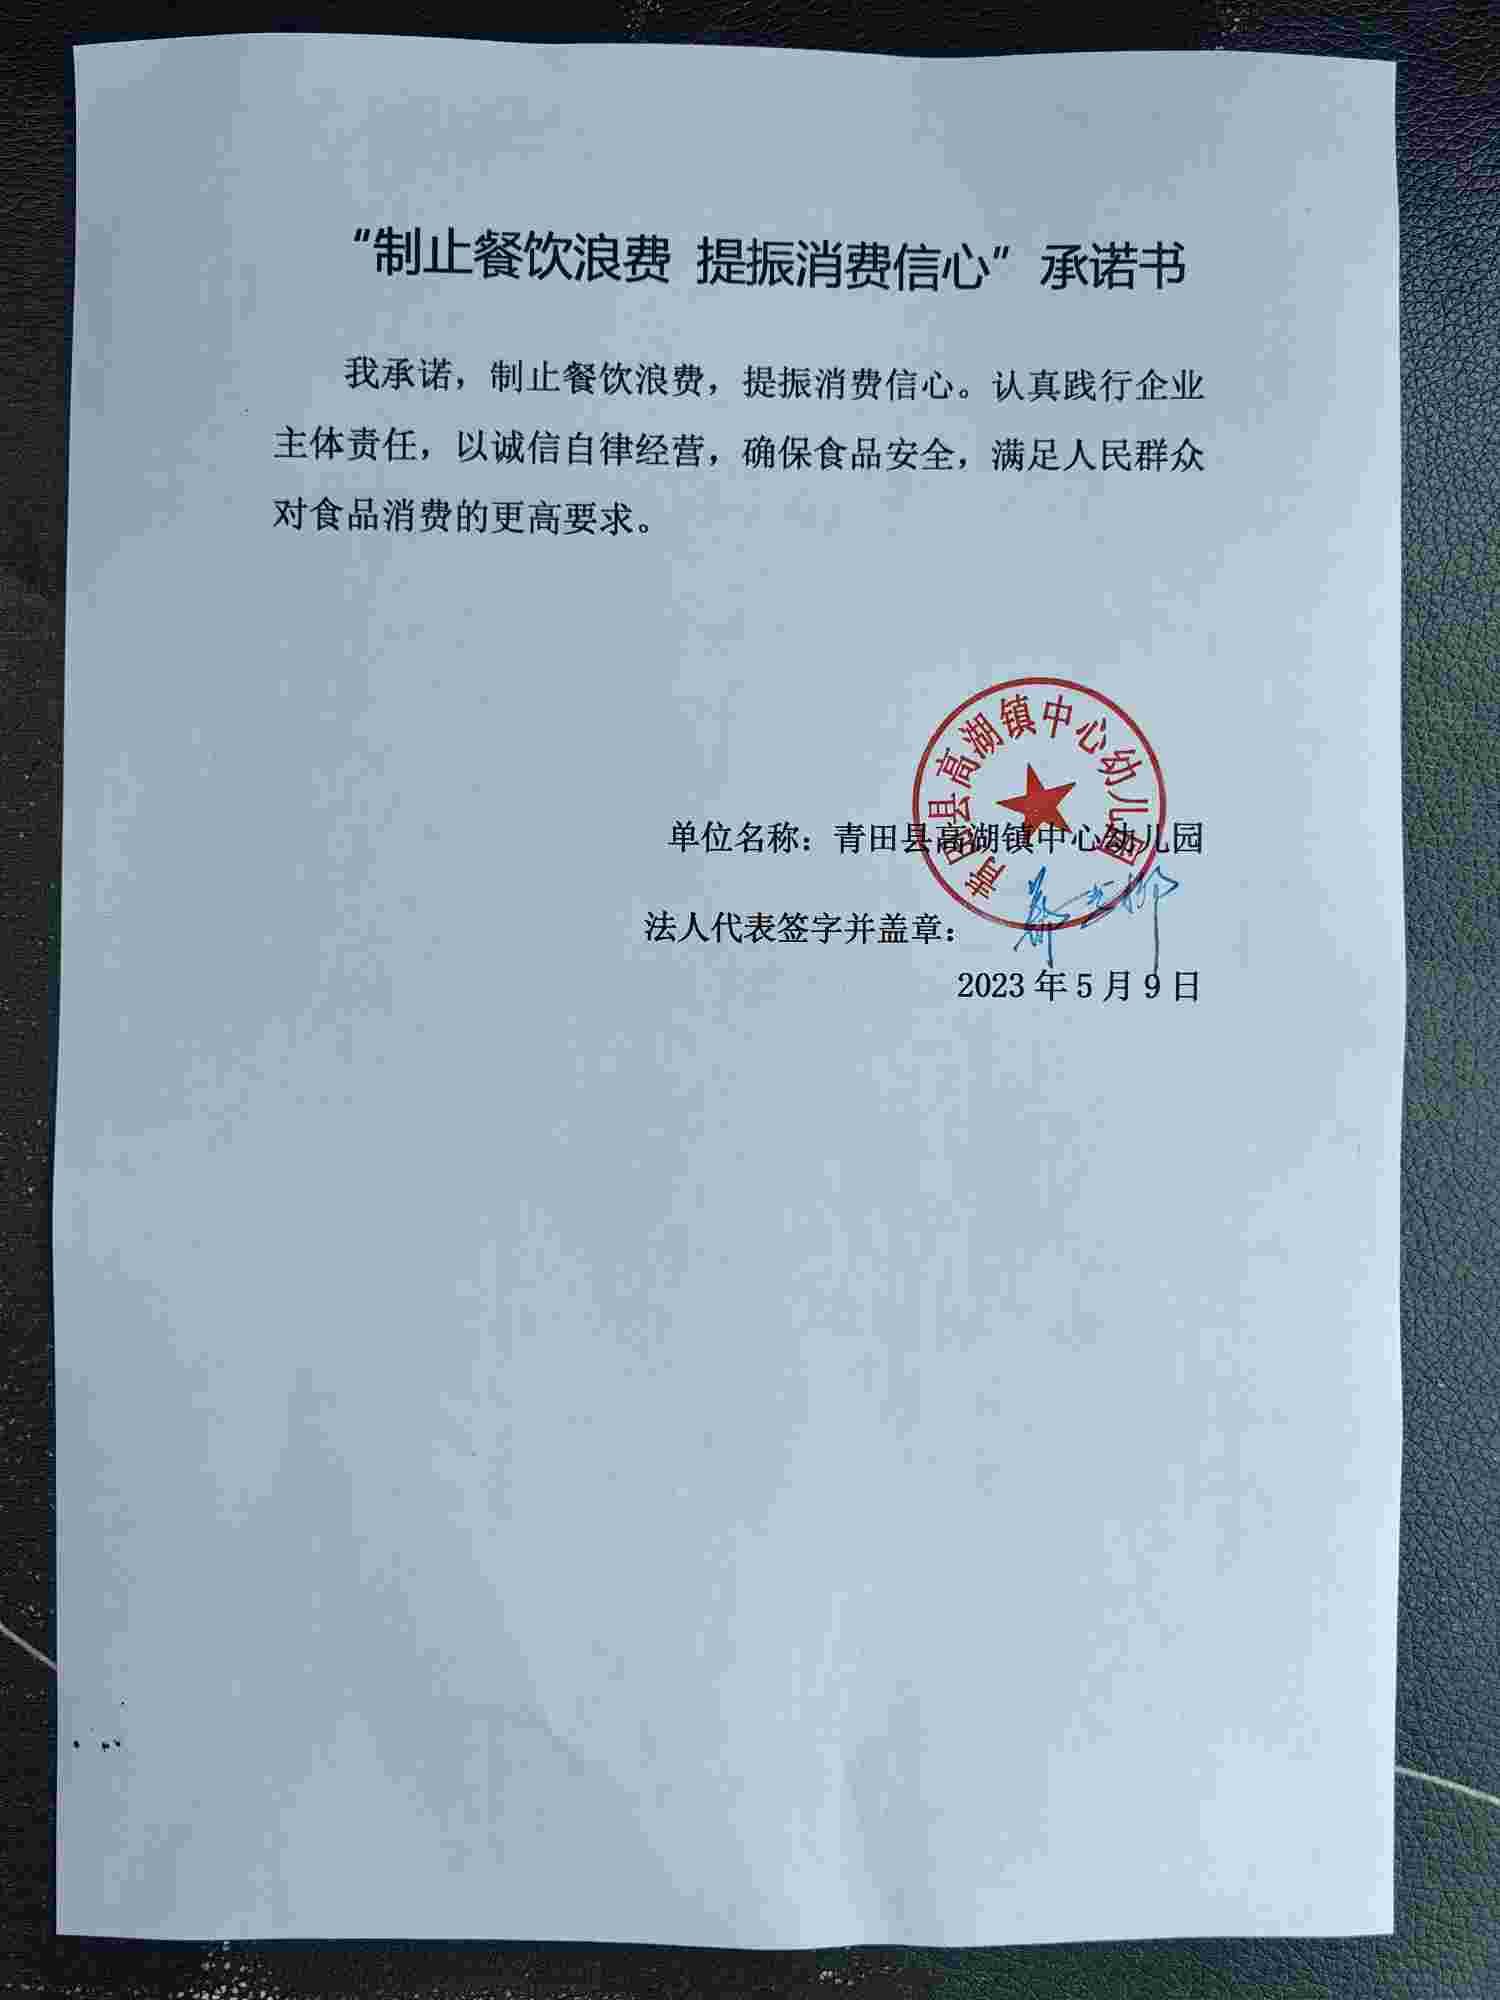 “制止餐饮浪费 提振消费信心”承诺书
我承诺，制止餐饮浪费，提振消费信心。认真践行企业
主体责任，以诚信自律经营，确保食品安全，满足人民群众
对食品消费的更高要求。
青田县高湖镇中心幼儿园
单位名称：青田县高湖镇中心幼儿园
法人代表签字并盖章：
2023年5月9日